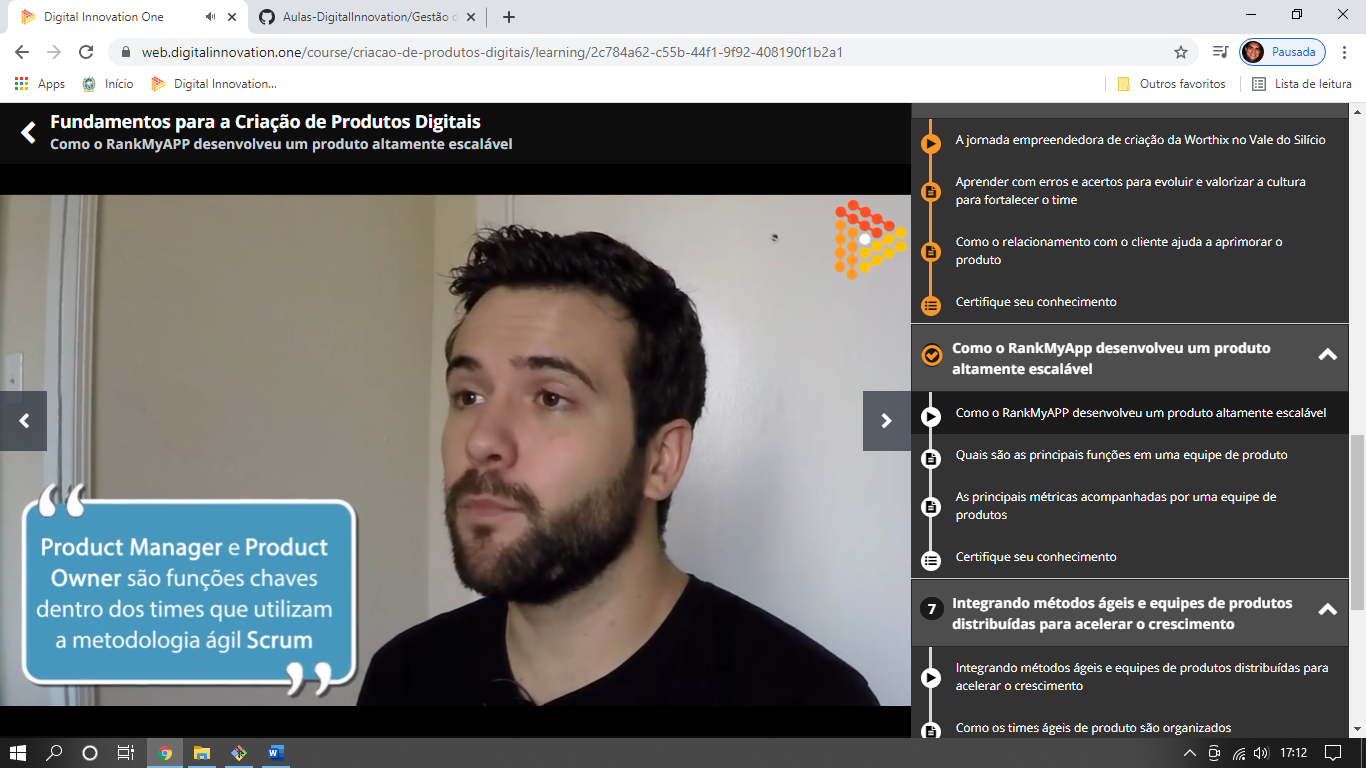 Digital Innovation One
Aulas-DigitalInnovation/Gestão d
web.digitalinnovation.one/course/criacao-de-produtos-digitais/learning/2c784a62-c55b-44f1-9f92-408190f1b2a1
Pausada
Apps
Início
Digital Innovation...
Outros favoritos
Lista de leitura
Fundamentos para a Criação de Produtos Digitais
Como o RankMyAPP desenvolveu um produto altamente escalável
Product Manager e Product
Owner são funções chaves
dentro dos times que utilizam
a metodologia ágil Scrum
A jornada empreendedora de criação da Worthix no Vale do Silício
Aprender com erros e acertos para evoluir e valorizar a cultura
para fortalecer o time
Como o relacionamento com o cliente ajuda a aprimorar o
produto
Certifique seu conhecimento
Como o RankMyApp desenvolveu um produto
altamente escalável
Como o RankMyAPP desenvolveu um produto altamente escalável
Quais são as principais funções em uma equipe de produto
As principais métricas acompanhadas por uma equipe de
produtos
Certifique seu conhecimento
7 Integrando métodos ágeis e equipes de produtos
distribuídas para acelerar o crescimento
Integrando métodos ágeis e equipes de produtos distribuídas para
acelerar o crescimento
Como os times ágeis de produto são organizados
17:12